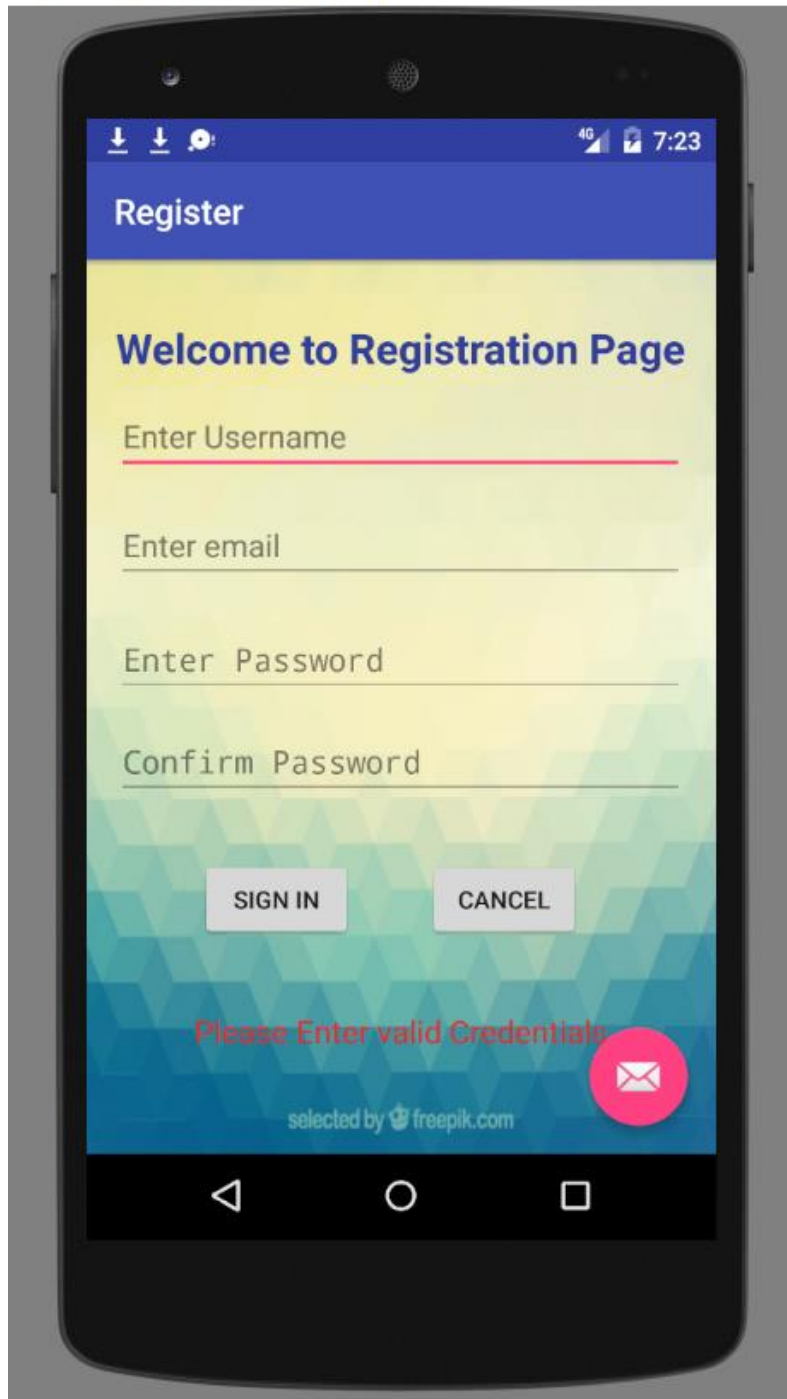 4G 7:23
Register
Welcome to Registration Page
Enter Username
Enter email
Enter Password
Confirm Password
SIGN IN CANCEL
Please Enter valid Credentials
selected by freepik.com